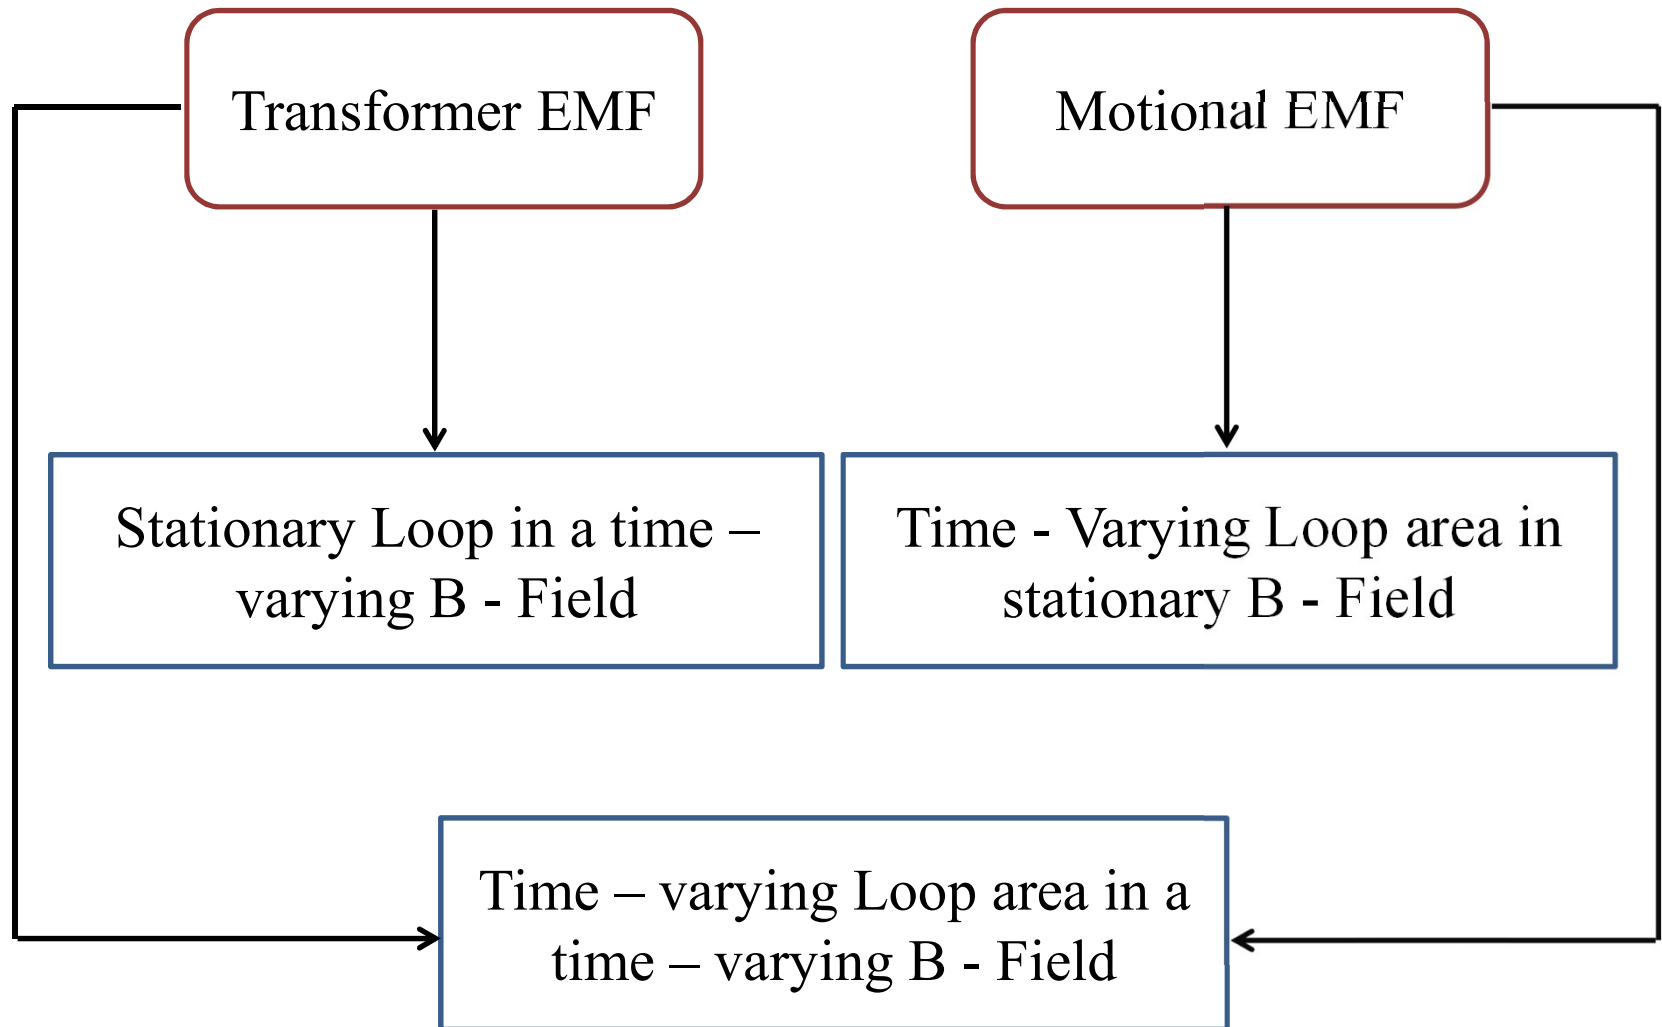 Transformer EMF
Motional EMF
Stationary Loop in a time –
varying B - Field
Time - Varying Loop area in
stationary B - Field
Time – varying Loop area in a
time – varying B - Field